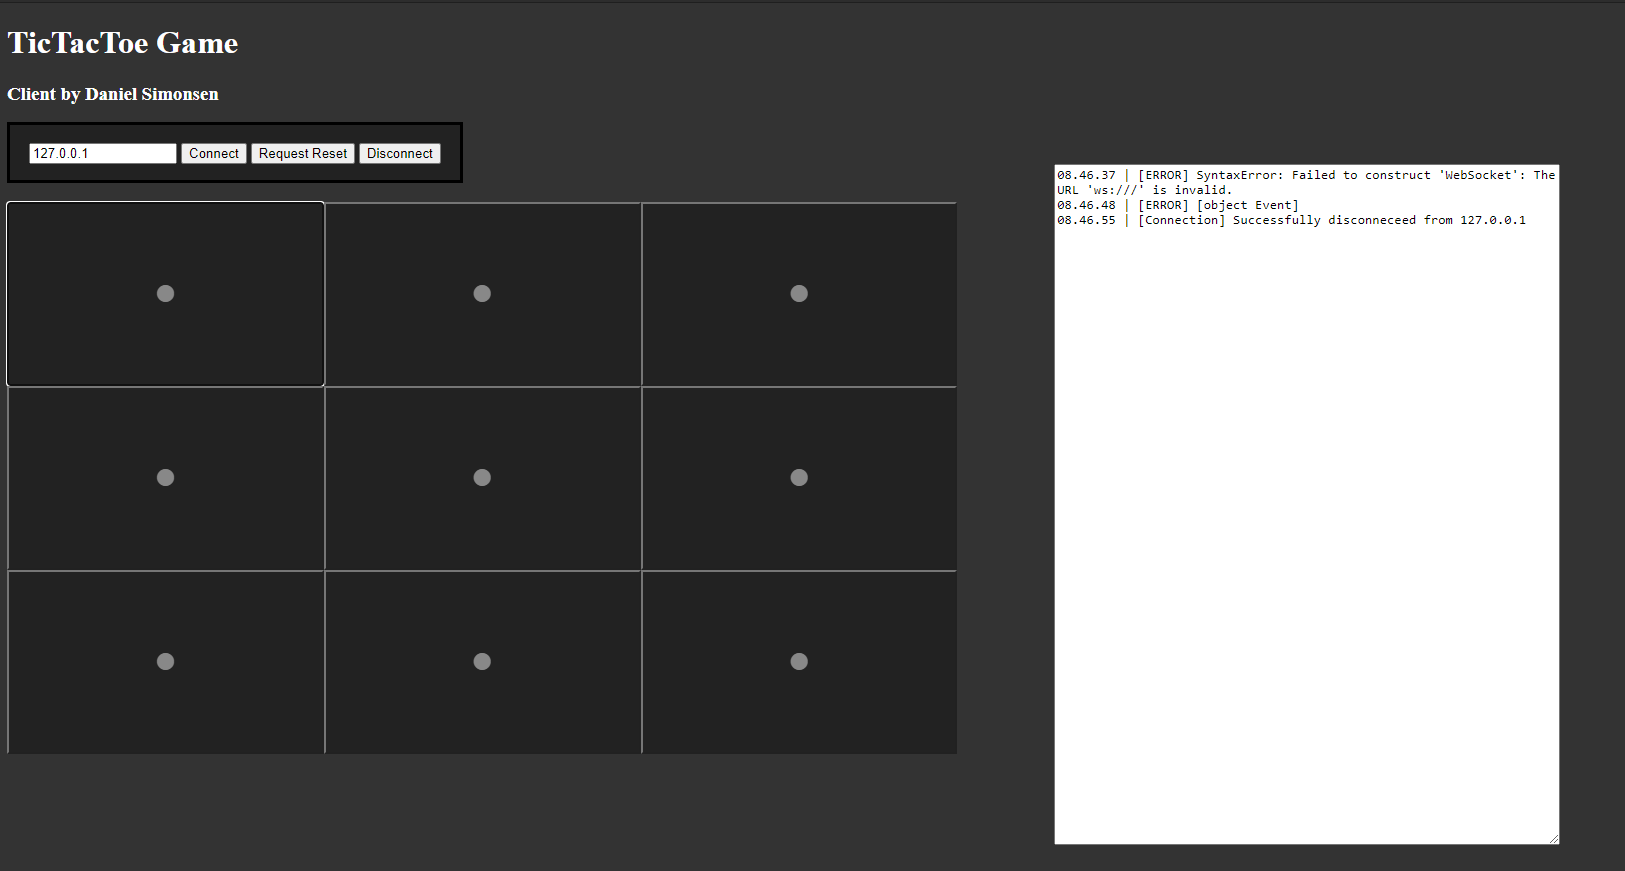 TicTacToe Game
Client by Daniel Simonsen
127.0.0.1 Connect Request Reset Disconnect
08.46.37 | [ERROR] SyntaxError: Failed to construct 'WebSocket': The
URL 'ws:///' is invalid.
08.46.48 | [ERROR] [object Event]
08.46.55 | [Connection] Successfully disconneceed from 127.0.0.1